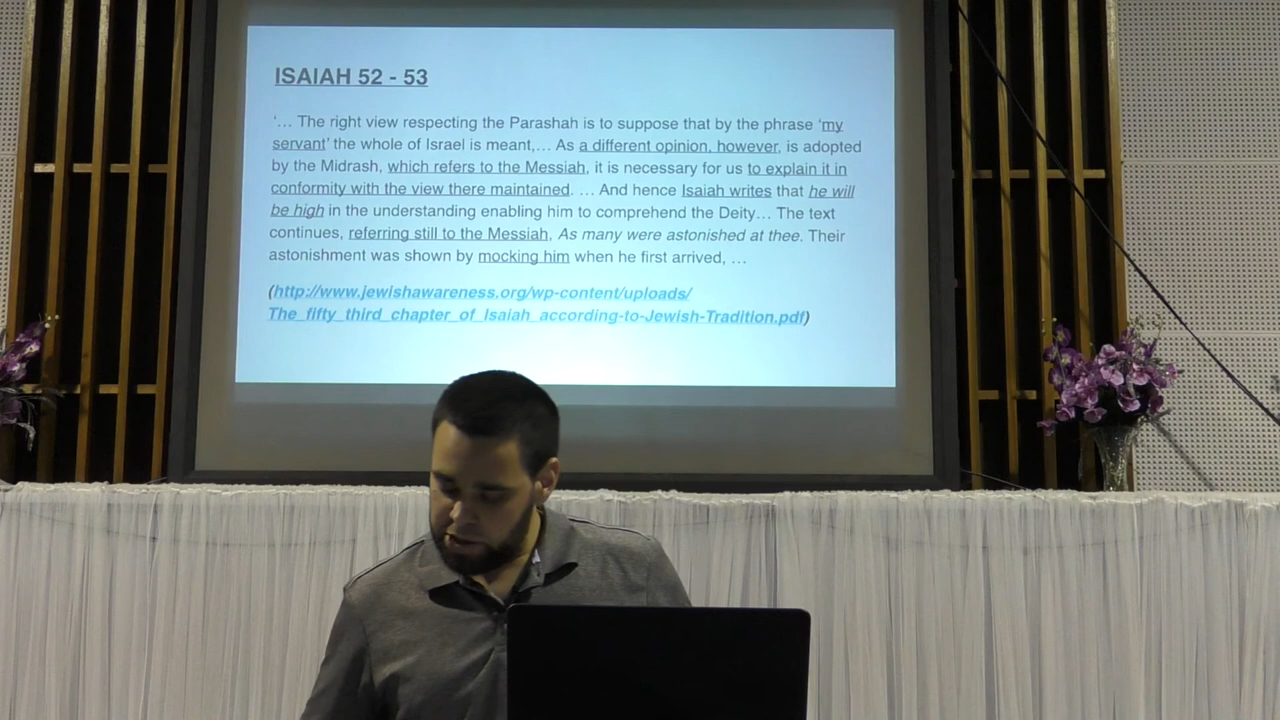 ISAIAH 52 - 53
‘… The right view respecting the Parashah is to suppose that by the phrase ‘my
servant’ the whole of Israel is meant,… As a different opinion, however, is adopted
by the Midrash, which refers to the Messiah, it is necessary for us to explain it in
conformity with the view there maintained. … And hence Isaiah writes that he will
be high in the understanding enabling him to comprehend the Deity… The text
continues, referring still to the Messiah, As many were astonished at thee. Their
astonishment was shown by mocking him when he first arrived, …
(http://www.jewishawareness.org/wp-content/uploads/
The_fifty_third_chapter_of_Isaiah_according-to-Jewish-Tradition.pdf)